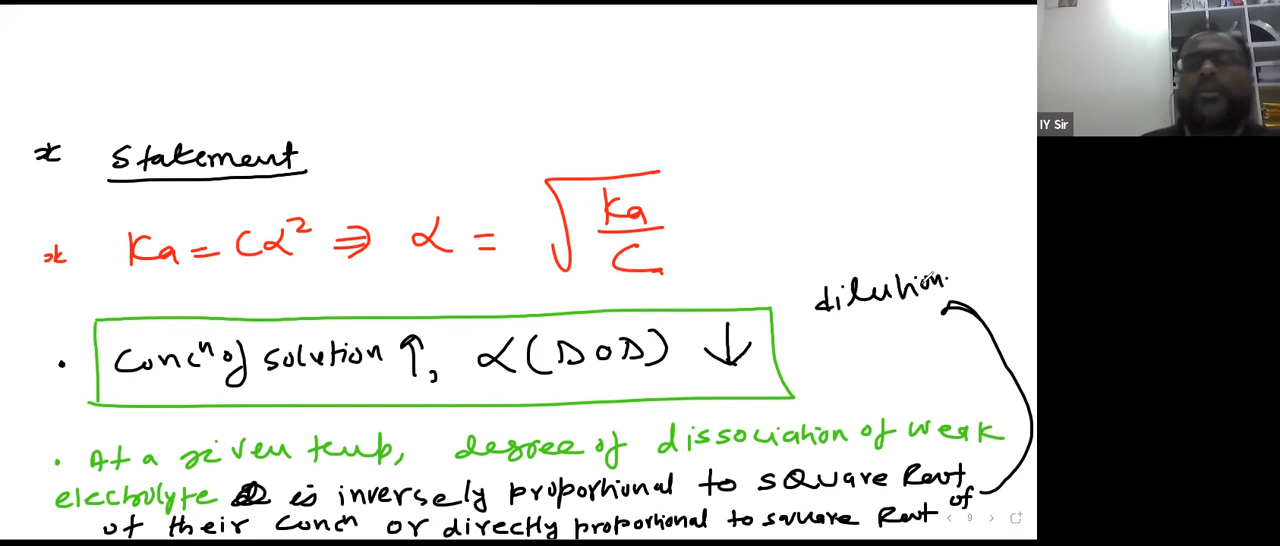 IY Sir
* Statement
* Ka = Cα² ⇒ α = √(Ka/C)
dilution.
• Concⁿ of solution ↑, α (DOD) ↓
• At a given temp, degree of dissociation of weak
electrolyte is inversely proportional to square Root
of their Concn or directly proportional to square Root of
9